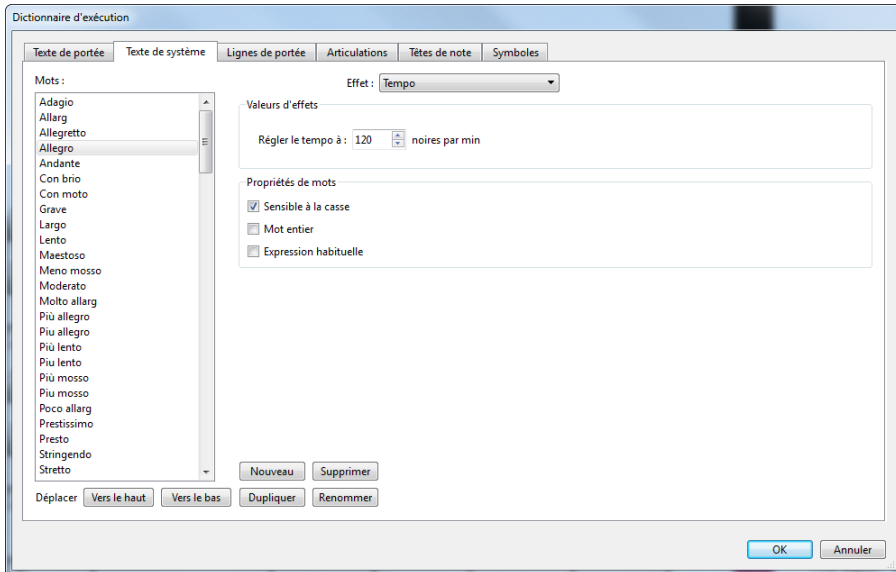 Dictionnaire d'exécution
Texte de portée Texte de système Lignes de portée Articulations Têtes de note Symboles
Mots :
Effet : Tempo
Adagio
Allarg
Allegretto
Allegro
Andante
Con brio
Con moto
Grave
Largo
Lento
Maestoso
Meno mosso
Moderato
Molto allarg
Più allegro
Piu allegro
Più lento
Piu lento
Più mosso
Piu mosso
Poco allarg
Prestissimo
Presto
Stringendo
Stretto
Valeurs d'effets
Régler le tempo à : 120 noires par min
Propriétés de mots
Sensible à la casse
Mot entier
Expression habituelle
Nouveau Supprimer
Déplacer Vers le haut Vers le bas Dupliquer Renommer
OK Annuler